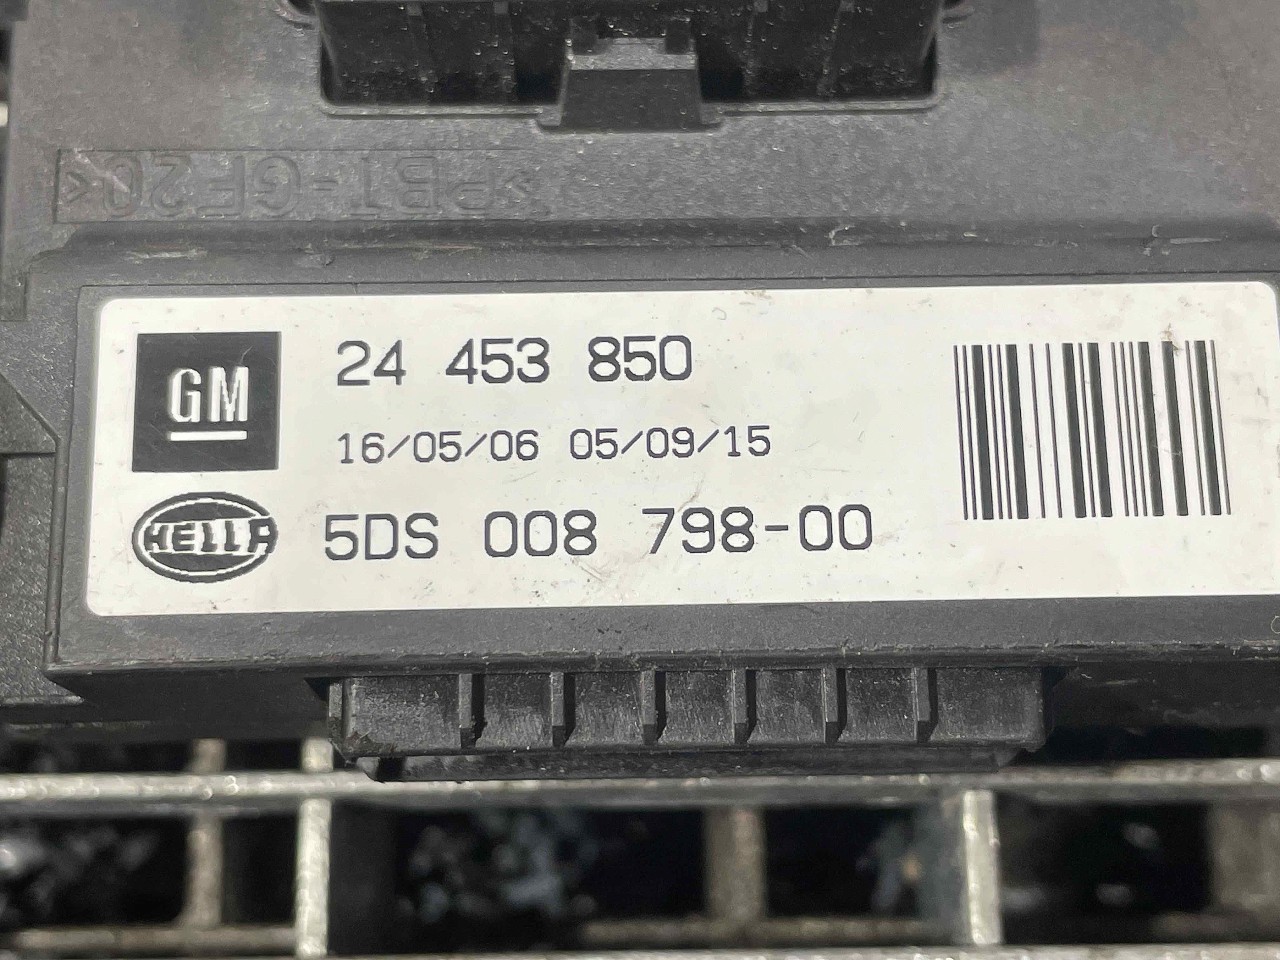 >PBT-GF20<
GM
24 453 850
16/05/06 05/09/15
HELLA
5DS 008 798-00